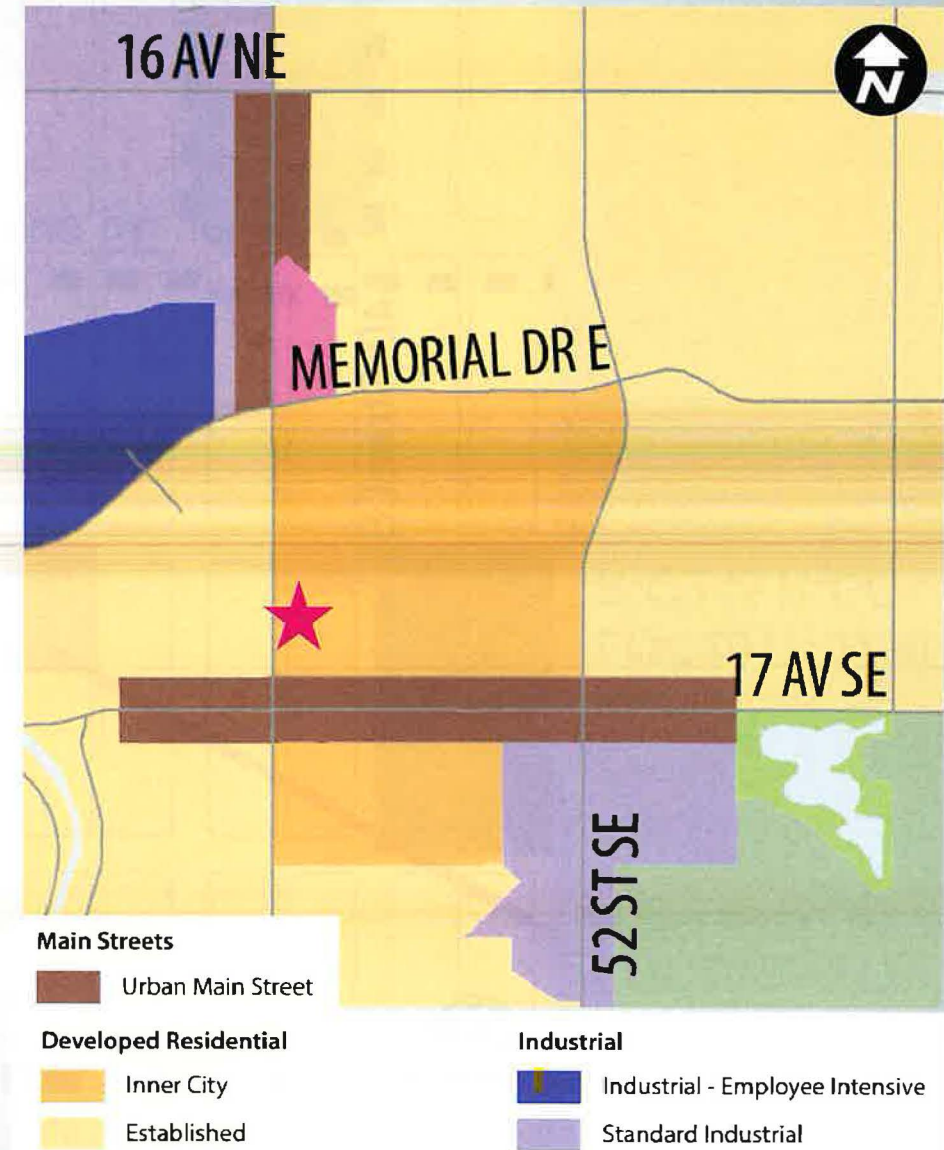 16 AV NE
N
MEMORIAL DR E
17 AV SE
52 ST SE
Main Streets
Urban Main Street
Developed Residential
Inner City
Established
Industrial
Industrial - Employee Intensive
Standard Industrial